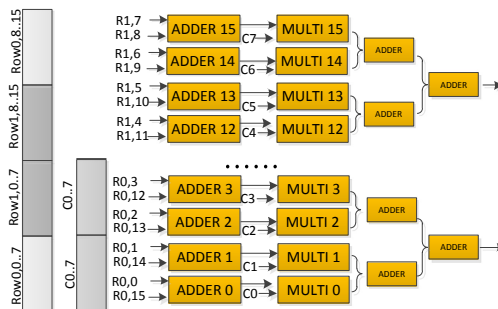 Row0,8..15
Row1,8..15
Row1,0..7
Row0,0..7
C0..7
C0..7
R1,7
R1,8
ADDER 15
C7
MULTI 15
R1,6
R1,9
ADDER 14
C6
MULTI 14
ADDER
R1,5
R1,10
ADDER 13
C5
MULTI 13
R1,4
R1,11
ADDER 12
C4
MULTI 12
ADDER
ADDER
......
R0,3
R0,12
ADDER 3
C3
MULTI 3
R0,2
R0,13
ADDER 2
C2
MULTI 2
ADDER
R0,1
R0,14
ADDER 1
C1
MULTI 1
R0,0
R0,15
ADDER 0
C0
MULTI 0
ADDER
ADDER